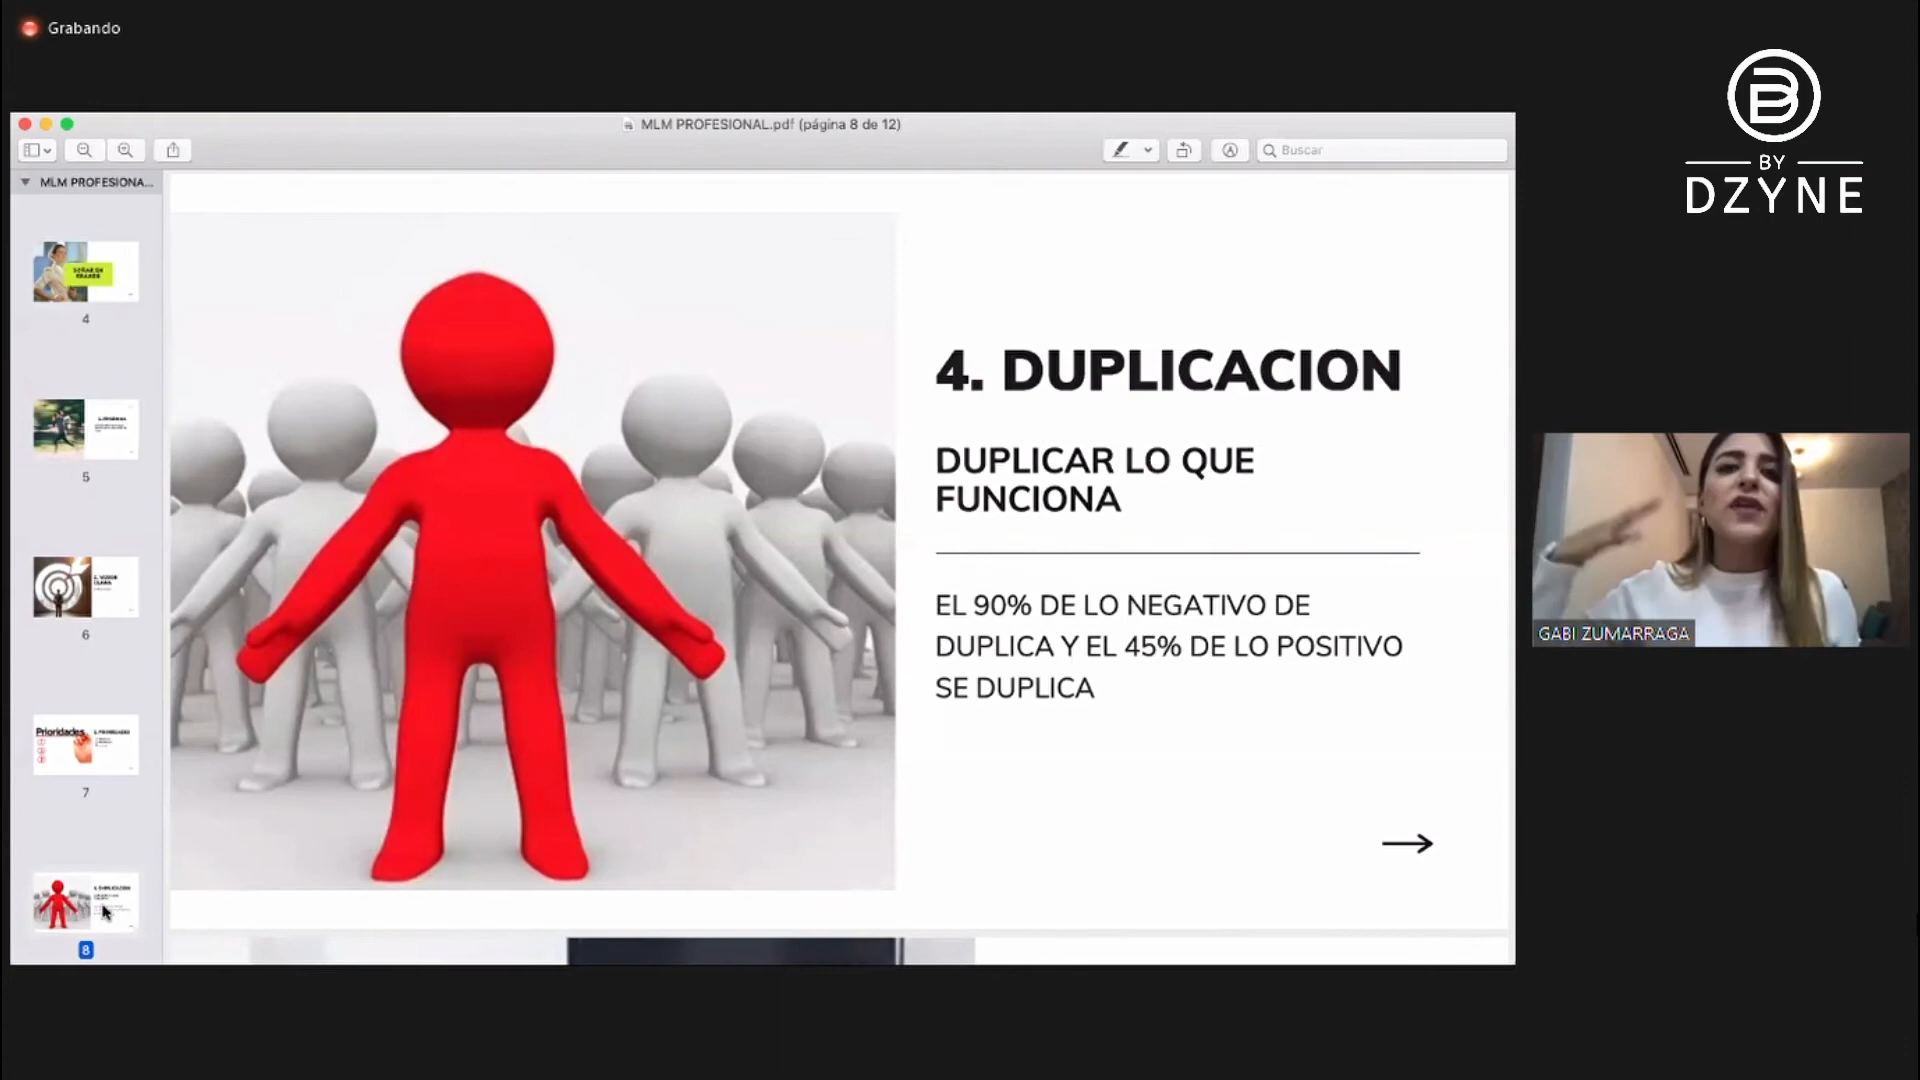 Grabando
MLM PROFESIONAL.pdf (página 8 de 12)
Buscar
MLM PROFESIONA...
4
5
6
Prioridades
7
8
4. DUPLICACION
DUPLICAR LO QUE
FUNCIONA
EL 90% DE LO NEGATIVO DE
DUPLICA Y EL 45% DE LO POSITIVO
SE DUPLICA
B
BY
DZYNE
GABI ZUMARRAGA